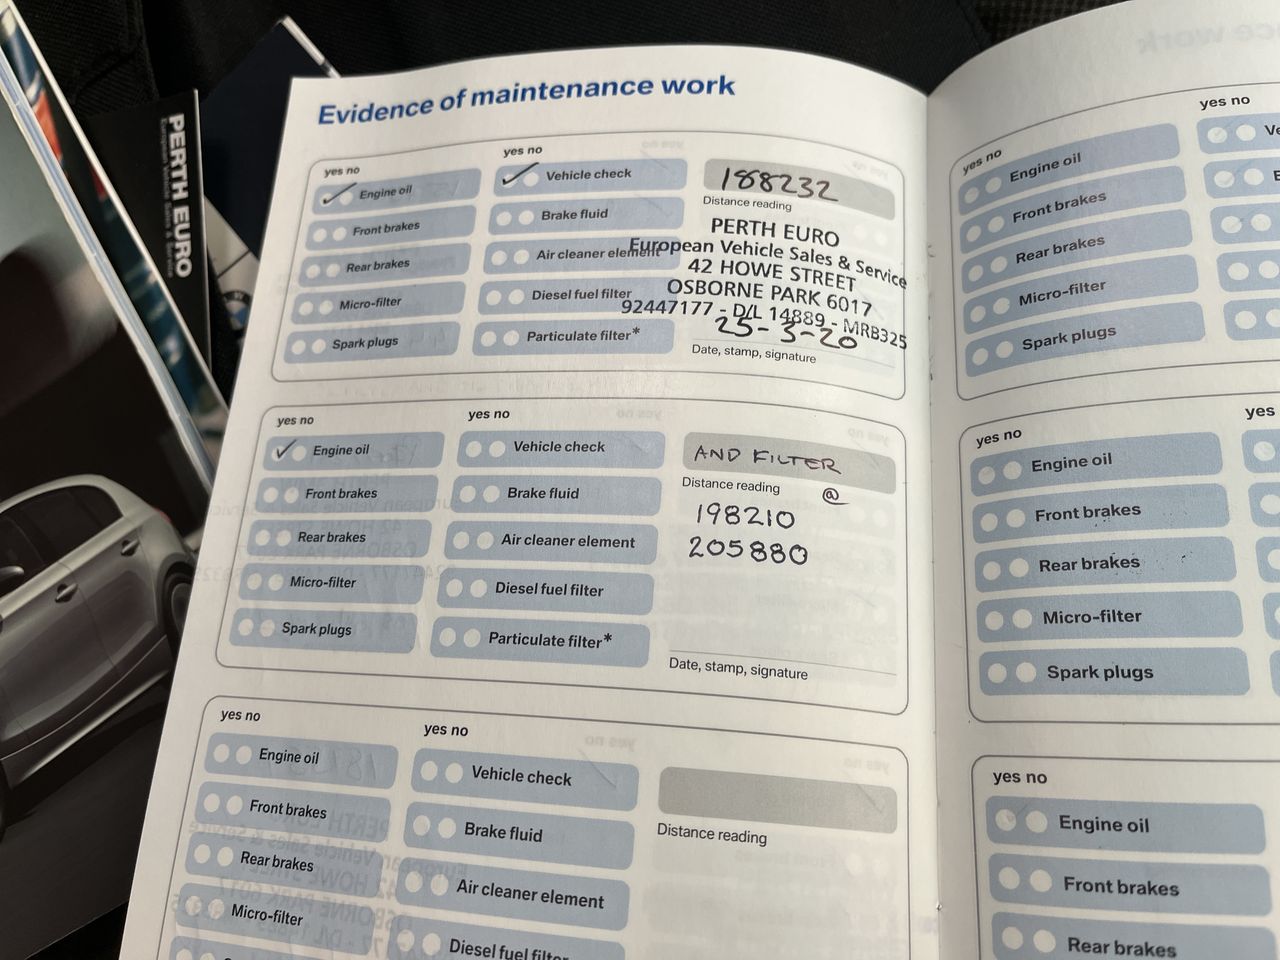 PERTH EURO
European Vehicle Sales & Service
Evidence of maintenance work
yes no
yes no
Engine oil
Vehicle check
188232
Distance reading
Front brakes
Brake fluid
PERTH EURO
European Vehicle Sales & Service
42 HOWE STREET
OSBORNE PARK 6017
92447177 - D/L 14889 - MRB325
25-3-20
Rear brakes
Air cleaner element
Micro-filter
Diesel fuel filter
Spark plugs
Particulate filter*
Date, stamp, signature
yes no
yes no
Engine oil
Vehicle check
AND FILTER
Distance reading
@
Front brakes
Brake fluid
198210
Rear brakes
Air cleaner element
205880
Micro-filter
Diesel fuel filter
Spark plugs
Particulate filter*
Date, stamp, signature
yes no
yes no
Engine oil
Vehicle check
Distance reading
Front brakes
Brake fluid
Rear brakes
Air cleaner element
Micro-filter
Diesel fuel filter
yes no
yes no
Engine oil
Front brakes
Rear brakes
Micro-filter
Spark plugs
yes no
yes
Engine oil
Front brakes
Rear brakes
Micro-filter
Spark plugs
yes no
Engine oil
Front brakes
Rear brakes